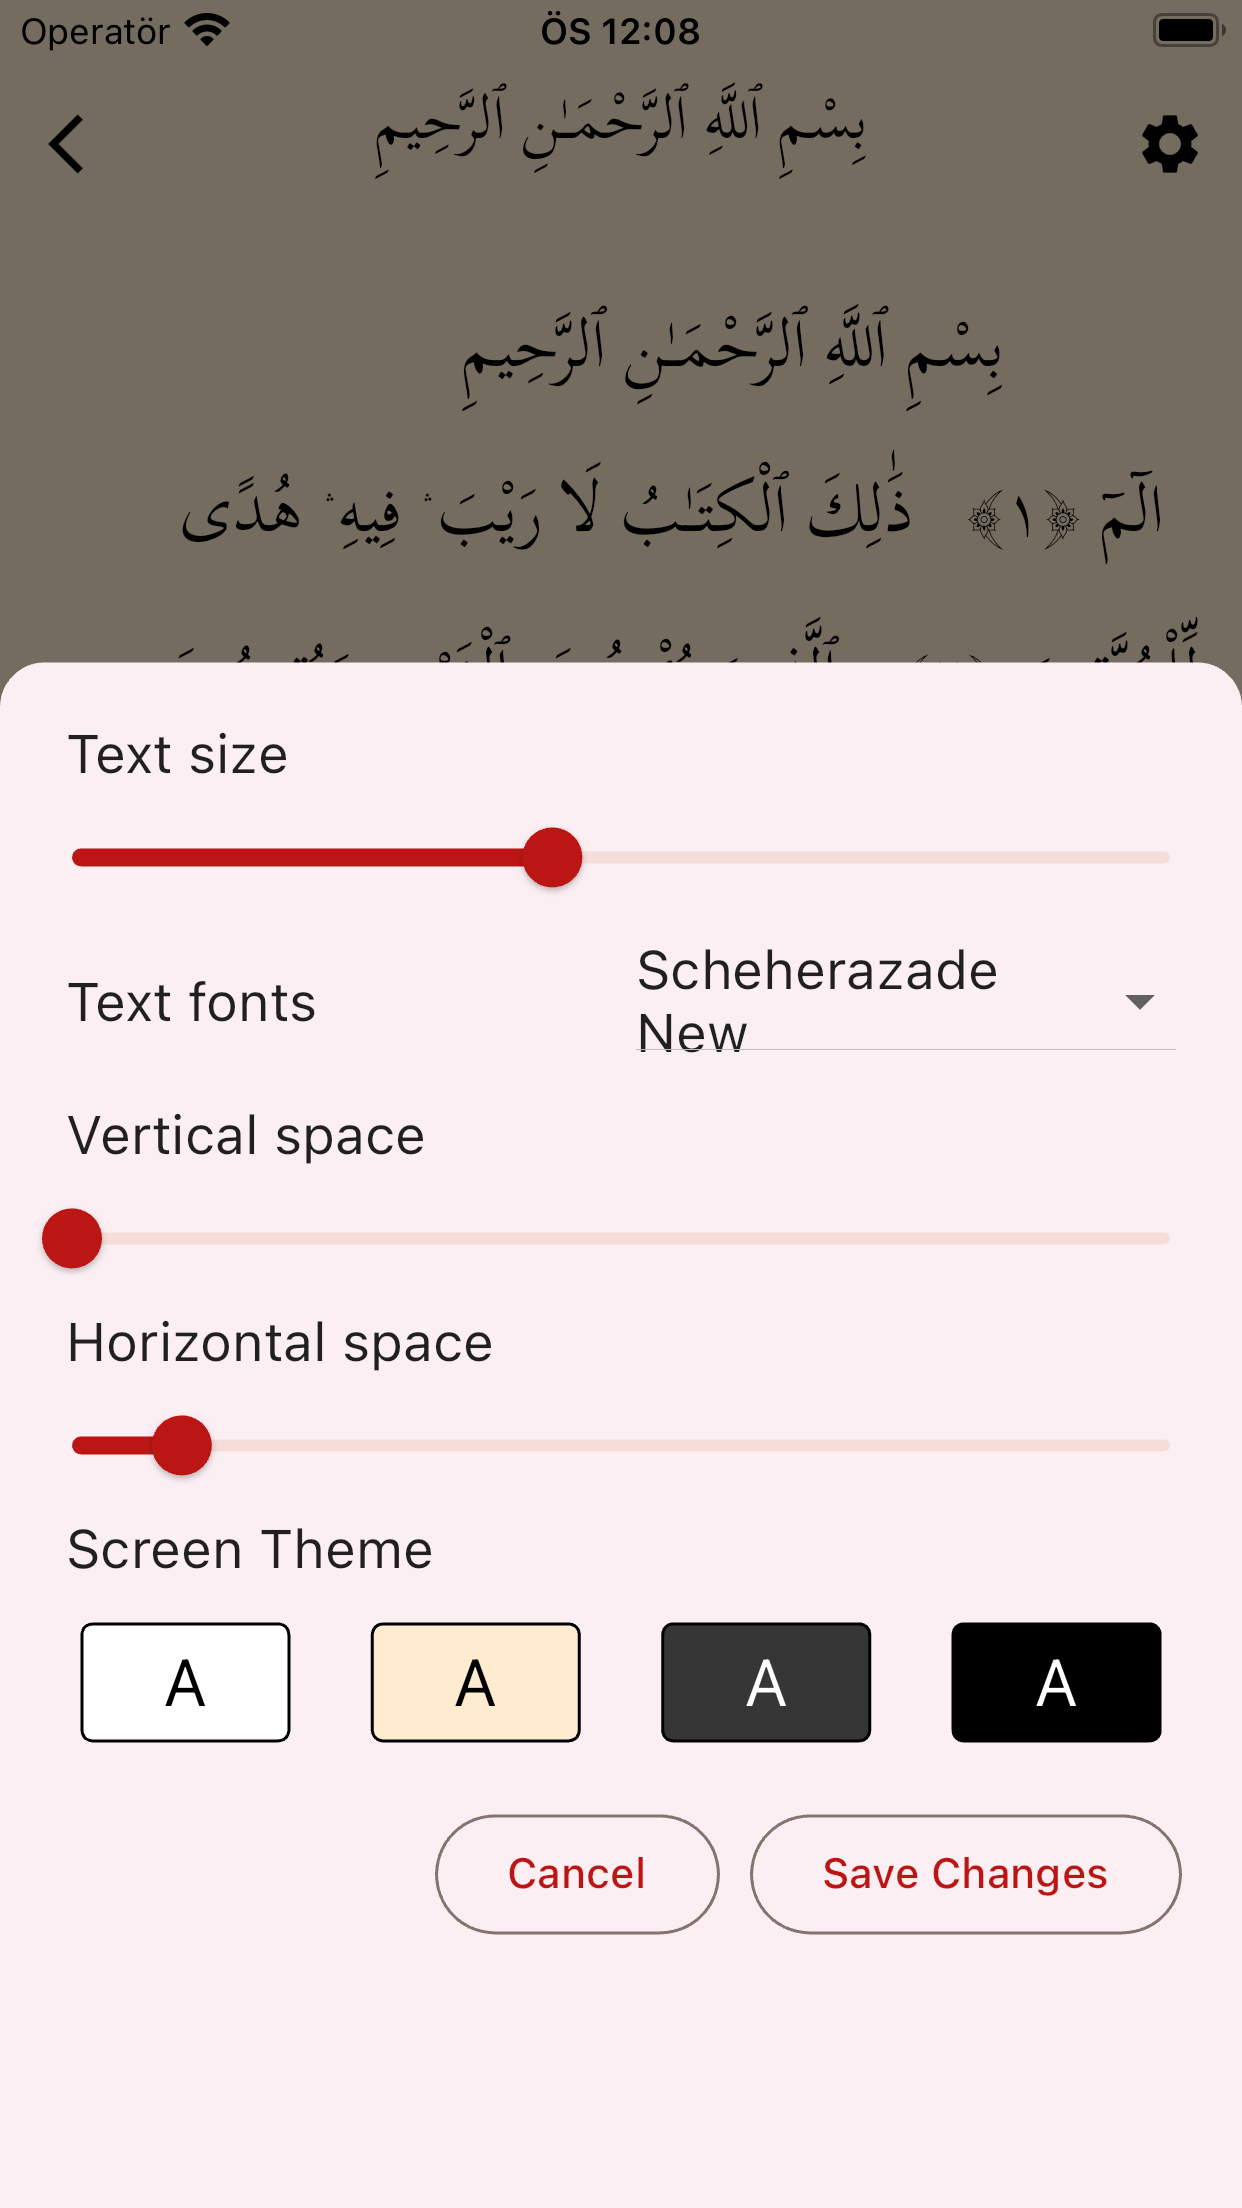 Operatör
ÖS 12:08
بِسْمِ ٱللَّهِ ٱلرَّحْمَـٰنِ ٱلرَّحِيمِ
بِسْمِ ٱللَّهِ ٱلرَّحْمَـٰنِ ٱلرَّحِيمِ
الٓمٓ ﴿١﴾ ذَٰلِكَ ٱلْكِتَـٰبُ لَا رَيْبَ ۛ فِيهِ ۛ هُدًى
Text size
Text fonts
Scheherazade
New
Vertical space
Horizontal space
Screen Theme
A A A A
Cancel Save Changes